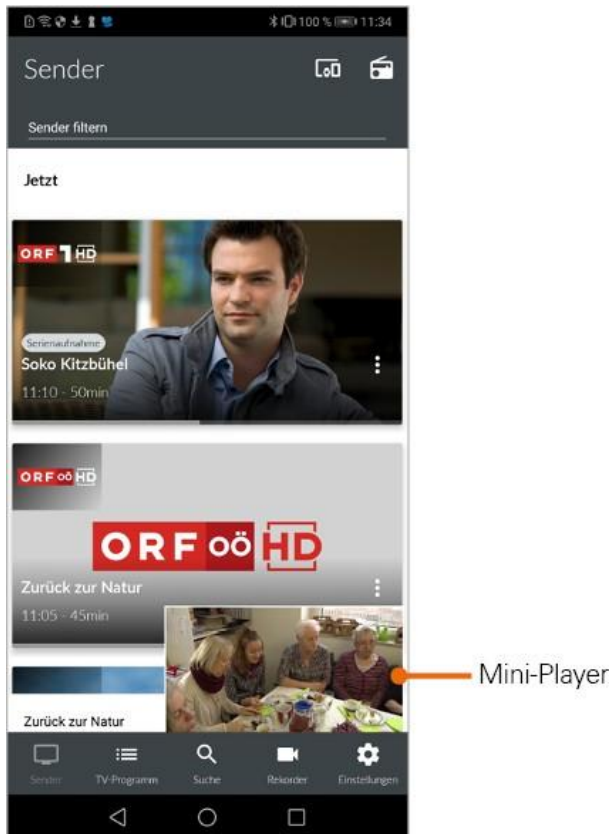 100 % 11:34
Sender
Sender filtern
Jetzt
ORF 1 HD
Serienaufnahme
Soko Kitzbühel
11:10 - 50min
ORF oö HD
ORF oö HD
Zurück zur Natur
11:05 - 45min
Mini-Player
Zurück zur Natur
Sender TV-Programm Suche Rekorder Einstellungen